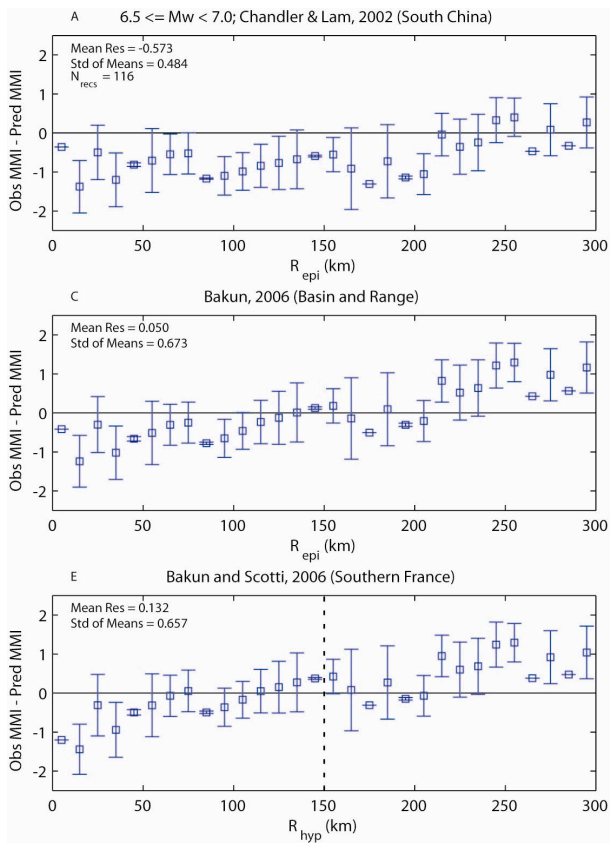 A 6.5 <= Mw < 7.0; Chandler & Lam, 2002 (South China)
Mean Res = -0.573
Std of Means = 0.484
N recs = 116
Obs MMI - Pred MMI
2
1
0
-1
-2
0 50 100 150 200 250 300
R epi (km)
C Bakun, 2006 (Basin and Range)
Mean Res = 0.050
Std of Means = 0.673
Obs MMI - Pred MMI
2
1
0
-1
-2
0 50 100 150 200 250 300
R epi (km)
E Bakun and Scotti, 2006 (Southern France)
Mean Res = 0.132
Std of Means = 0.657
Obs MMI - Pred MMI
2
1
0
-1
-2
0 50 100 150 200 250 300
R hyp (km)